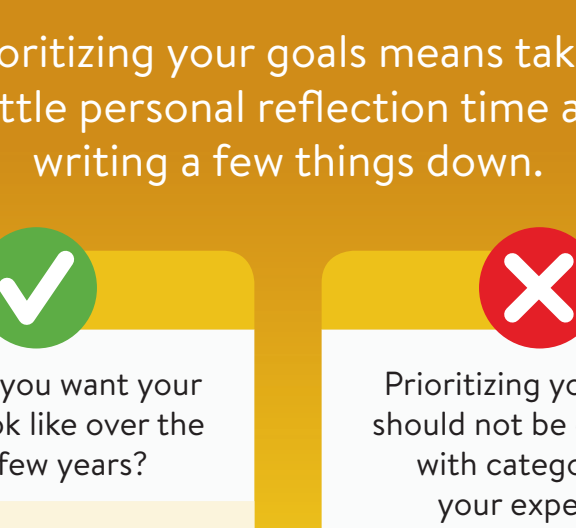 oritizing your goals means tak
ttle personal reflection time a
writing a few things down.
you want your
k like over the
few years?
Prioritizing yo
should not be
with catego
your expe